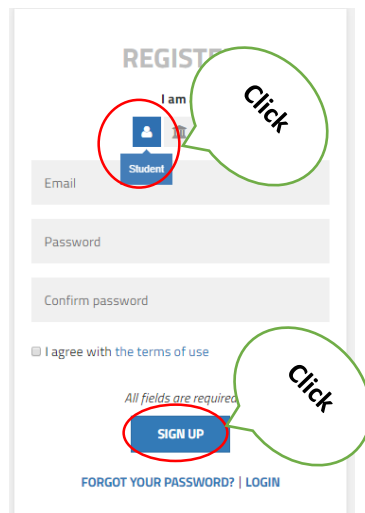 REGISTE
Click
I am
Student
Email
Password
Confirm password
I agree with the terms of use
Click
All fields are required
SIGN UP
FORGOT YOUR PASSWORD? | LOGIN